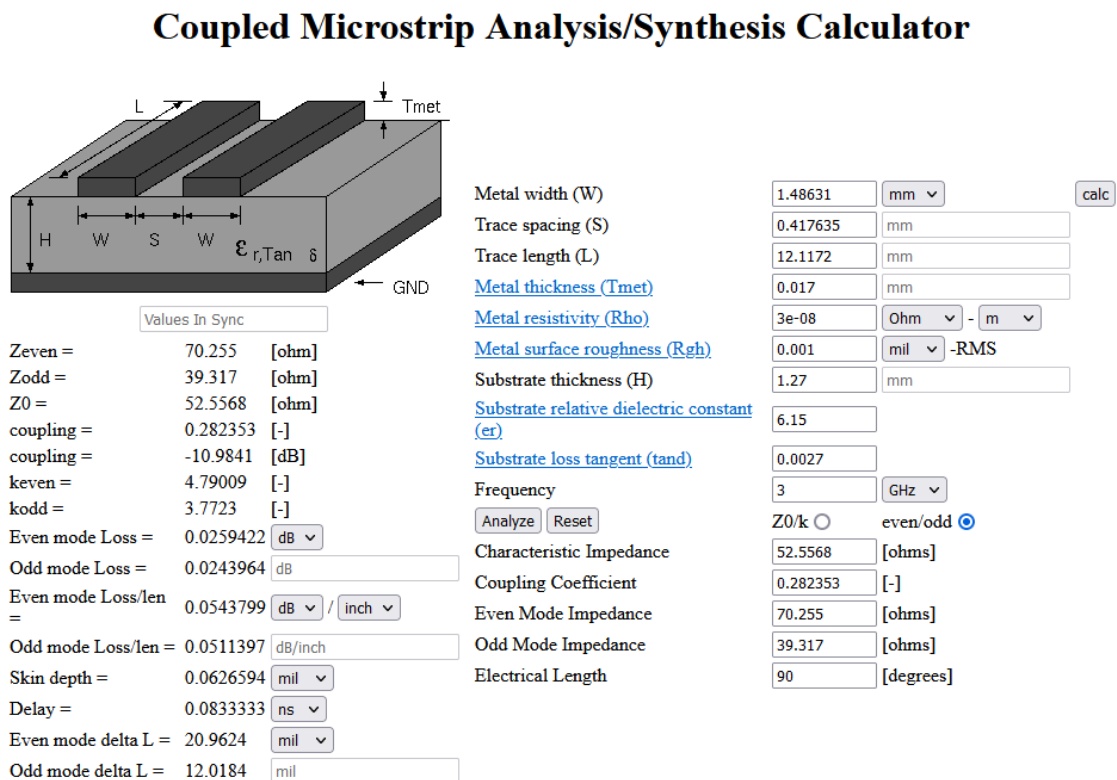 Coupled Microstrip Analysis/Synthesis Calculator
L
Tmet
H
W
S
W
ε r,Tan δ
GND
Values In Sync
Zeven = 70.255 [ohm]
Zodd = 39.317 [ohm]
Z0 = 52.5568 [ohm]
coupling = 0.282353 [-]
coupling = -10.9841 [dB]
keven = 4.79009 [-]
kodd = 3.7723 [-]
Even mode Loss = 0.0259422 dB
Odd mode Loss = 0.0243964 dB
Even mode Loss/len
= 0.0543799 dB / inch
Odd mode Loss/len = 0.0511397 dB/inch
Skin depth = 0.0626594 mil
Delay = 0.0833333 ns
Even mode delta L = 20.9624 mil
Odd mode delta L = 12.0184 mil
Metal width (W) 1.48631 mm calc
Trace spacing (S) 0.417635 mm
Trace length (L) 12.1172 mm
Metal thickness (Tmet) 0.017 mm
Metal resistivity (Rho) 3e-08 Ohm - m
Metal surface roughness (Rgh) 0.001 mil -RMS
Substrate thickness (H) 1.27 mm
Substrate relative dielectric constant
(er) 6.15
Substrate loss tangent (tand) 0.0027
Frequency 3 GHz
Analyze Reset Z0/k even/odd
Characteristic Impedance 52.5568 [ohms]
Coupling Coefficient 0.282353 [-]
Even Mode Impedance 70.255 [ohms]
Odd Mode Impedance 39.317 [ohms]
Electrical Length 90 [degrees]